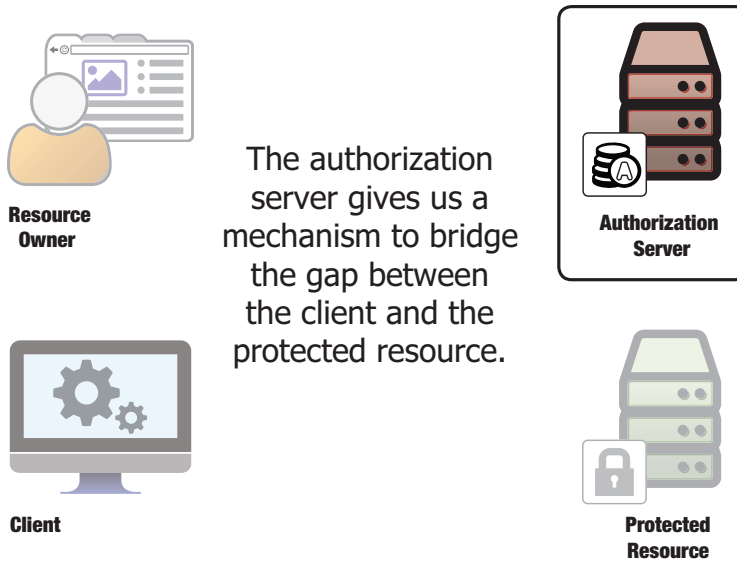 Resource
Owner
The authorization
server gives us a
mechanism to bridge
the gap between
the client and the
protected resource.
A
Authorization
Server
Client
Protected
Resource